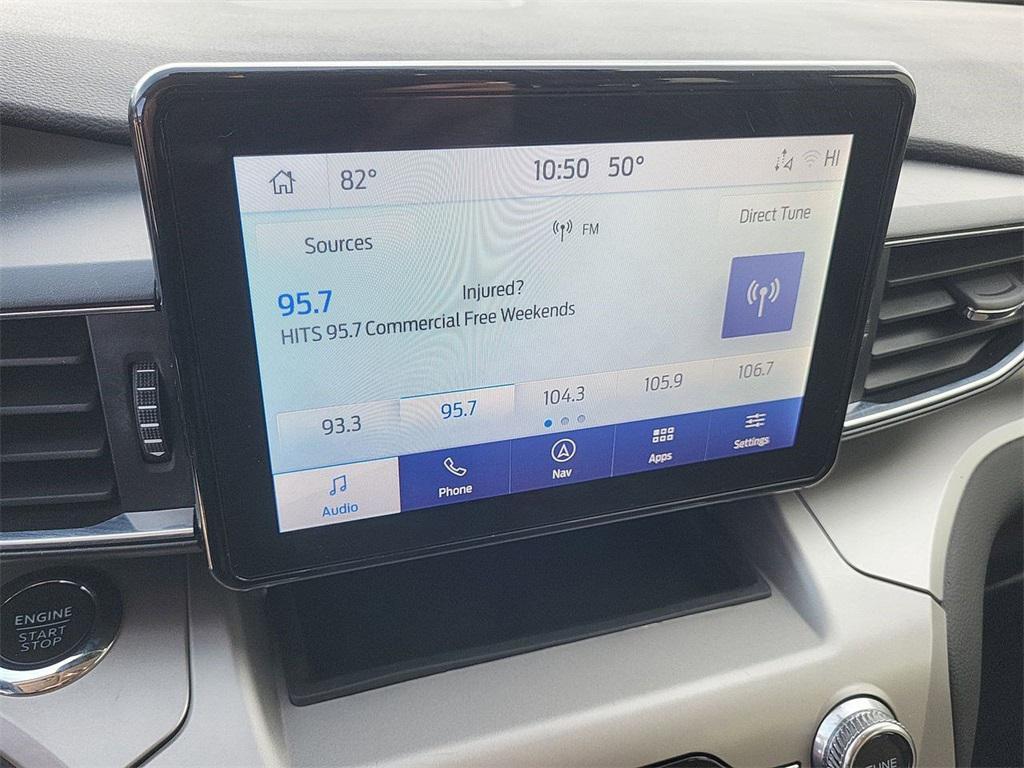 82° 10:50 50° HI
Sources FM Direct Tune
95.7 Injured?
HITS 95.7 Commercial Free Weekends
93.3 95.7 104.3 105.9 106.7
Audio Phone Nav Apps Settings
ENGINE
START
STOP
TUNE